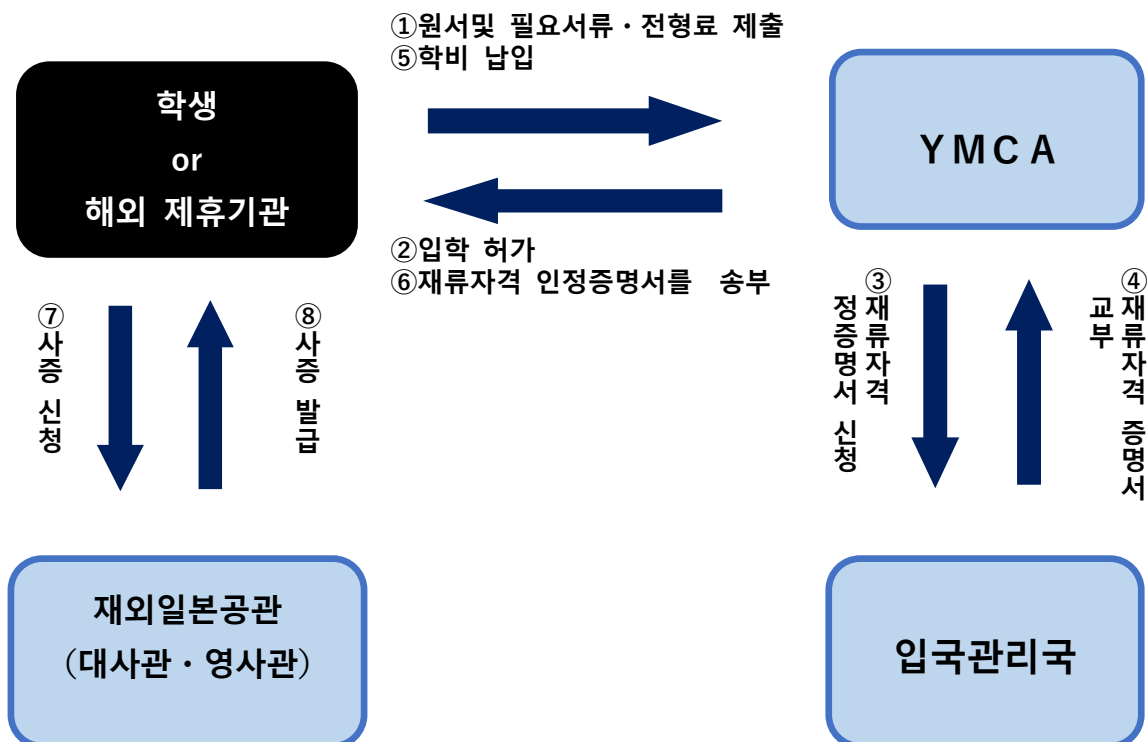 ①원서및 필요서류・전형료 제출
⑤학비 납입
학생
or
해외 제휴기관
YMCA
②입학 허가
⑥재류자격 인정증명서를 송부
⑦사증 신청
⑧사증 발급
③재류자격
정증명서 신청
④재류자격 증명서
교부
재외일본공관
(대사관・영사관)
입국관리국